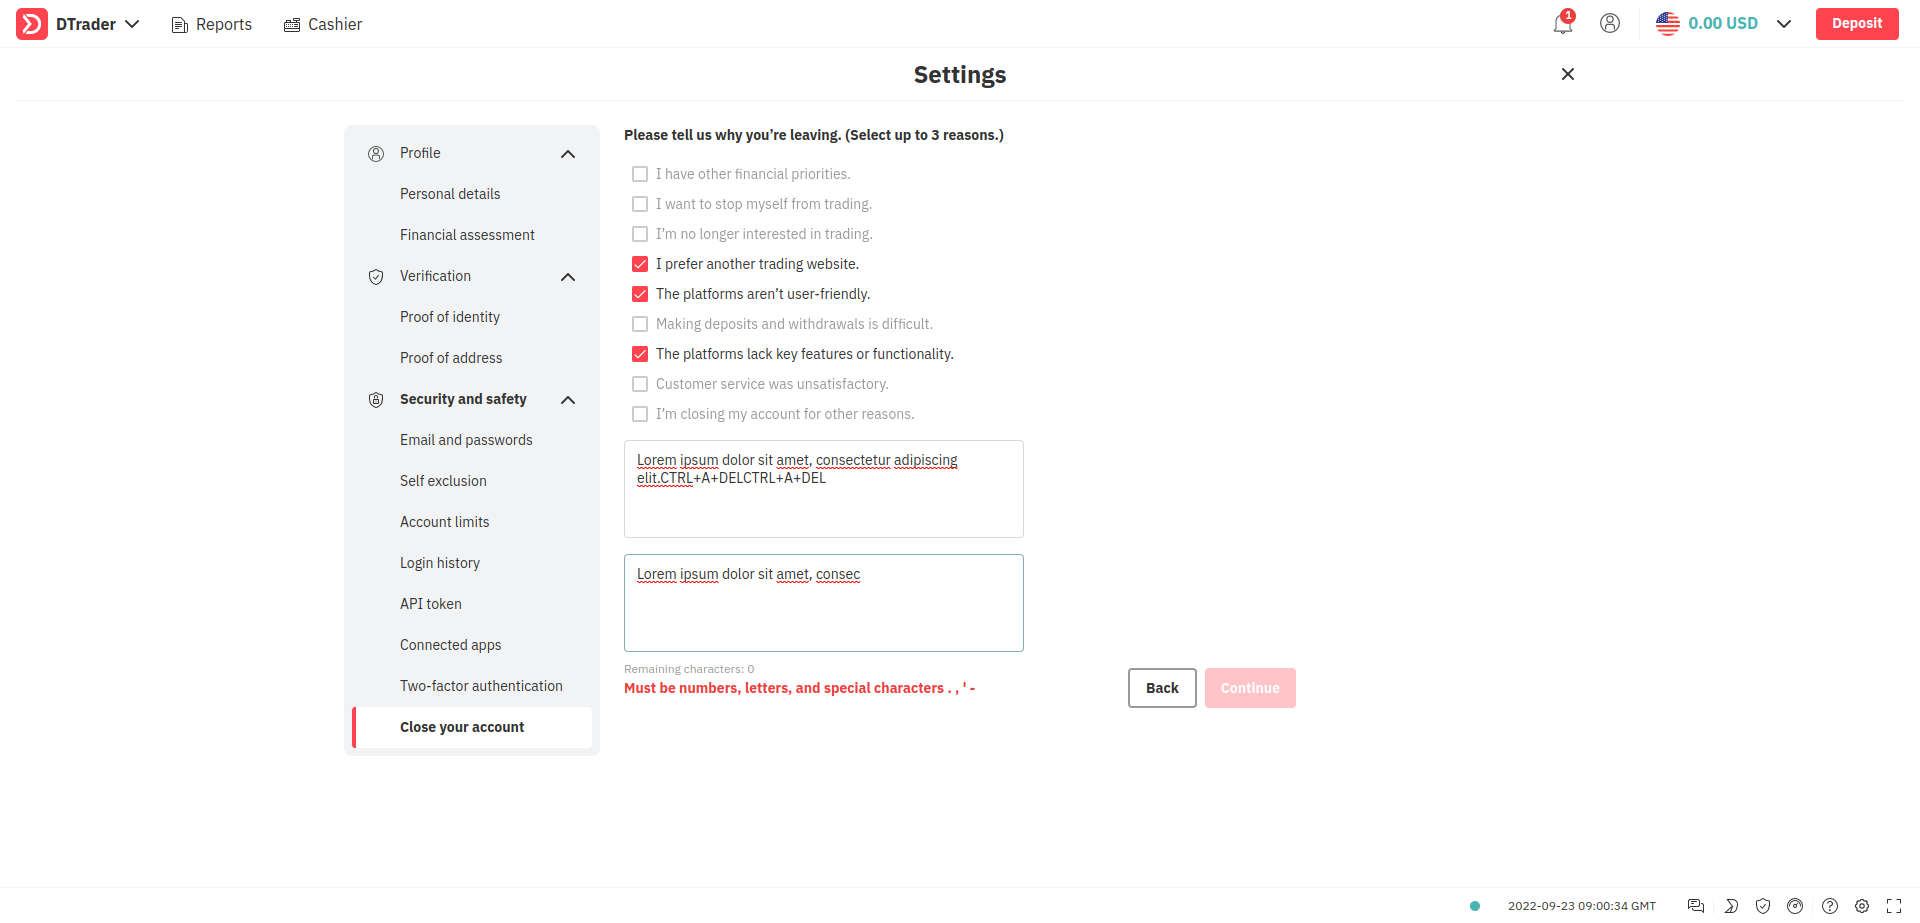 DTrader
Reports
Cashier
1
0.00 USD
Deposit
Settings
Profile
Personal details
Financial assessment
Verification
Proof of identity
Proof of address
Security and safety
Email and passwords
Self exclusion
Account limits
Login history
API token
Connected apps
Two-factor authentication
Close your account
Please tell us why you’re leaving. (Select up to 3 reasons.)
I have other financial priorities.
I want to stop myself from trading.
I’m no longer interested in trading.
I prefer another trading website.
The platforms aren’t user-friendly.
Making deposits and withdrawals is difficult.
The platforms lack key features or functionality.
Customer service was unsatisfactory.
I’m closing my account for other reasons.
Lorem ipsum dolor sit amet, consectetur adipiscing
elit.CTRL+A+DELCTRL+A+DEL
Lorem ipsum dolor sit amet, consec
Remaining characters: 0
Must be numbers, letters, and special characters . , ' -
Back
Continue
2022-09-23 09:00:34 GMT